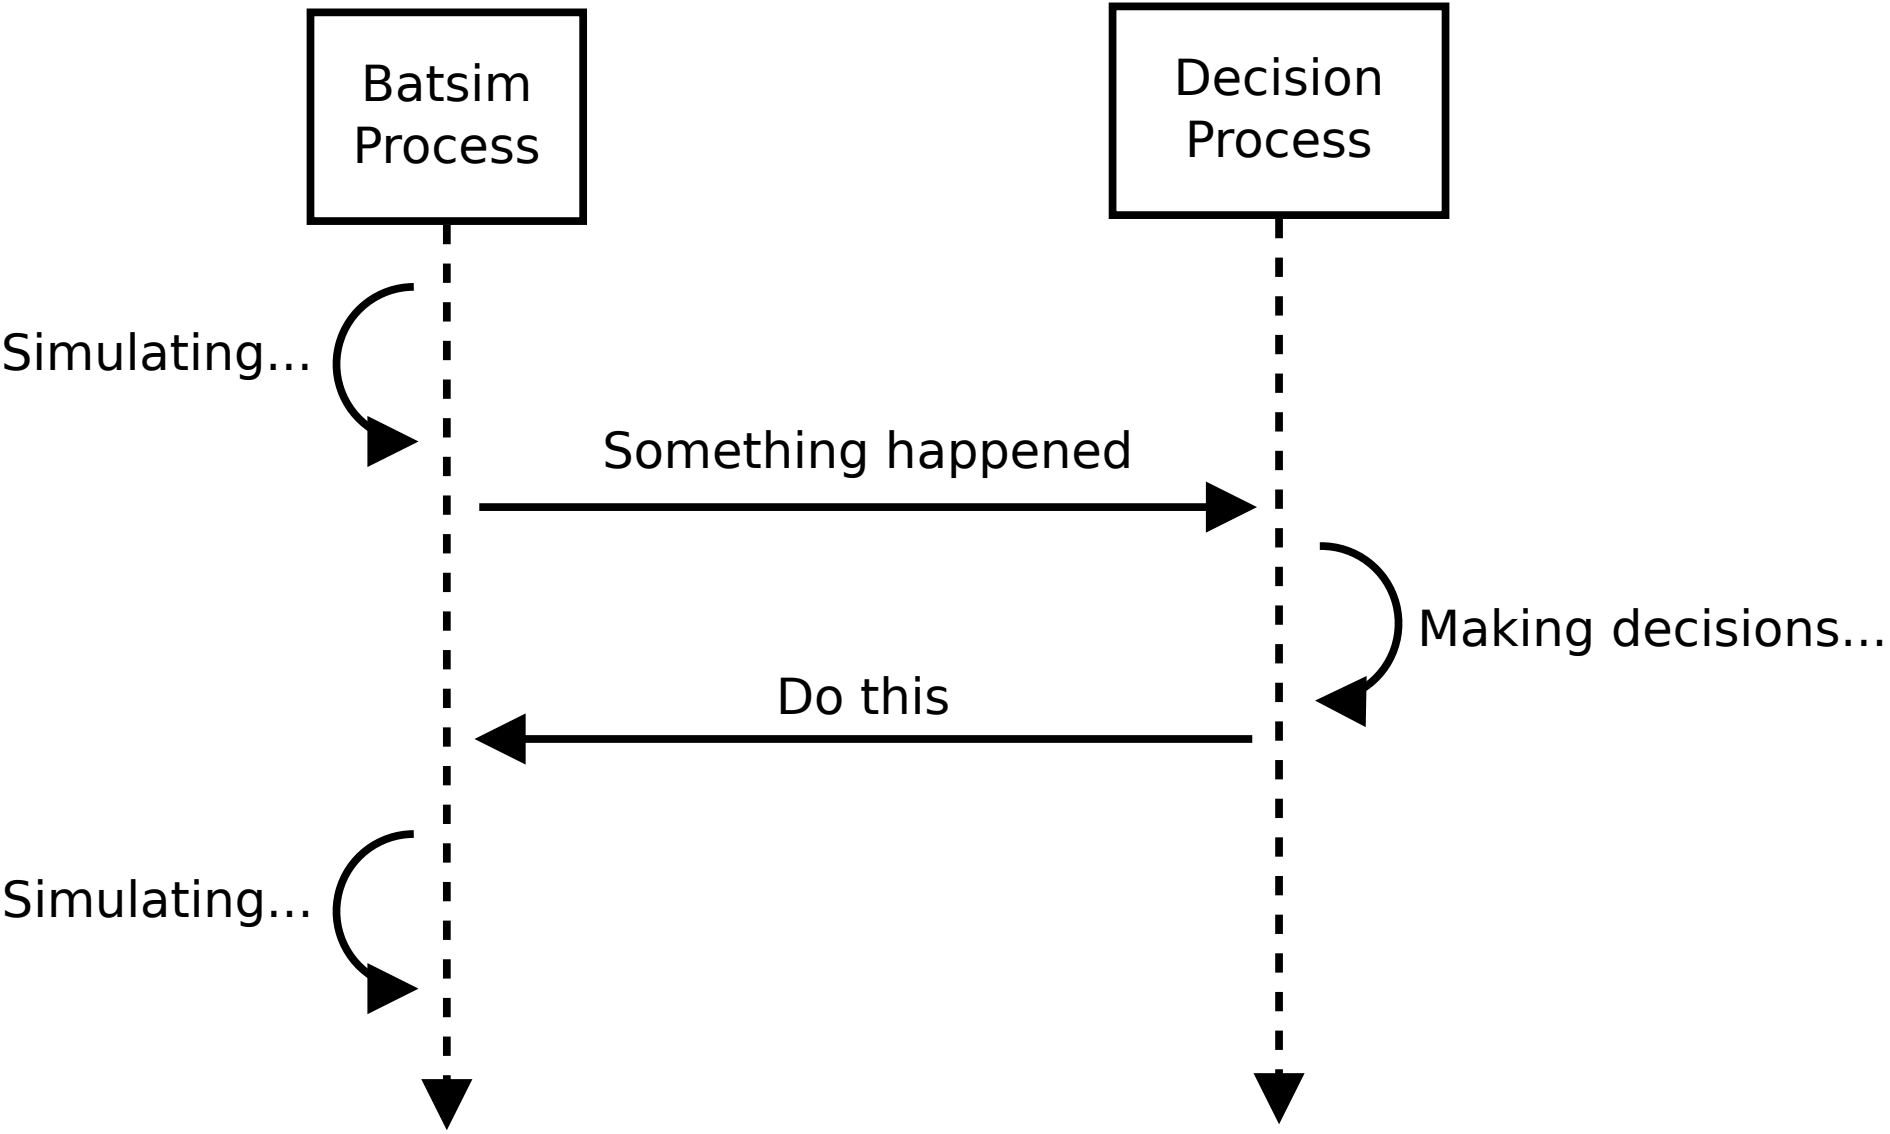 Batsim
Process
Decision
Process
Simulating...
Something happened
Making decisions...
Do this
Simulating...